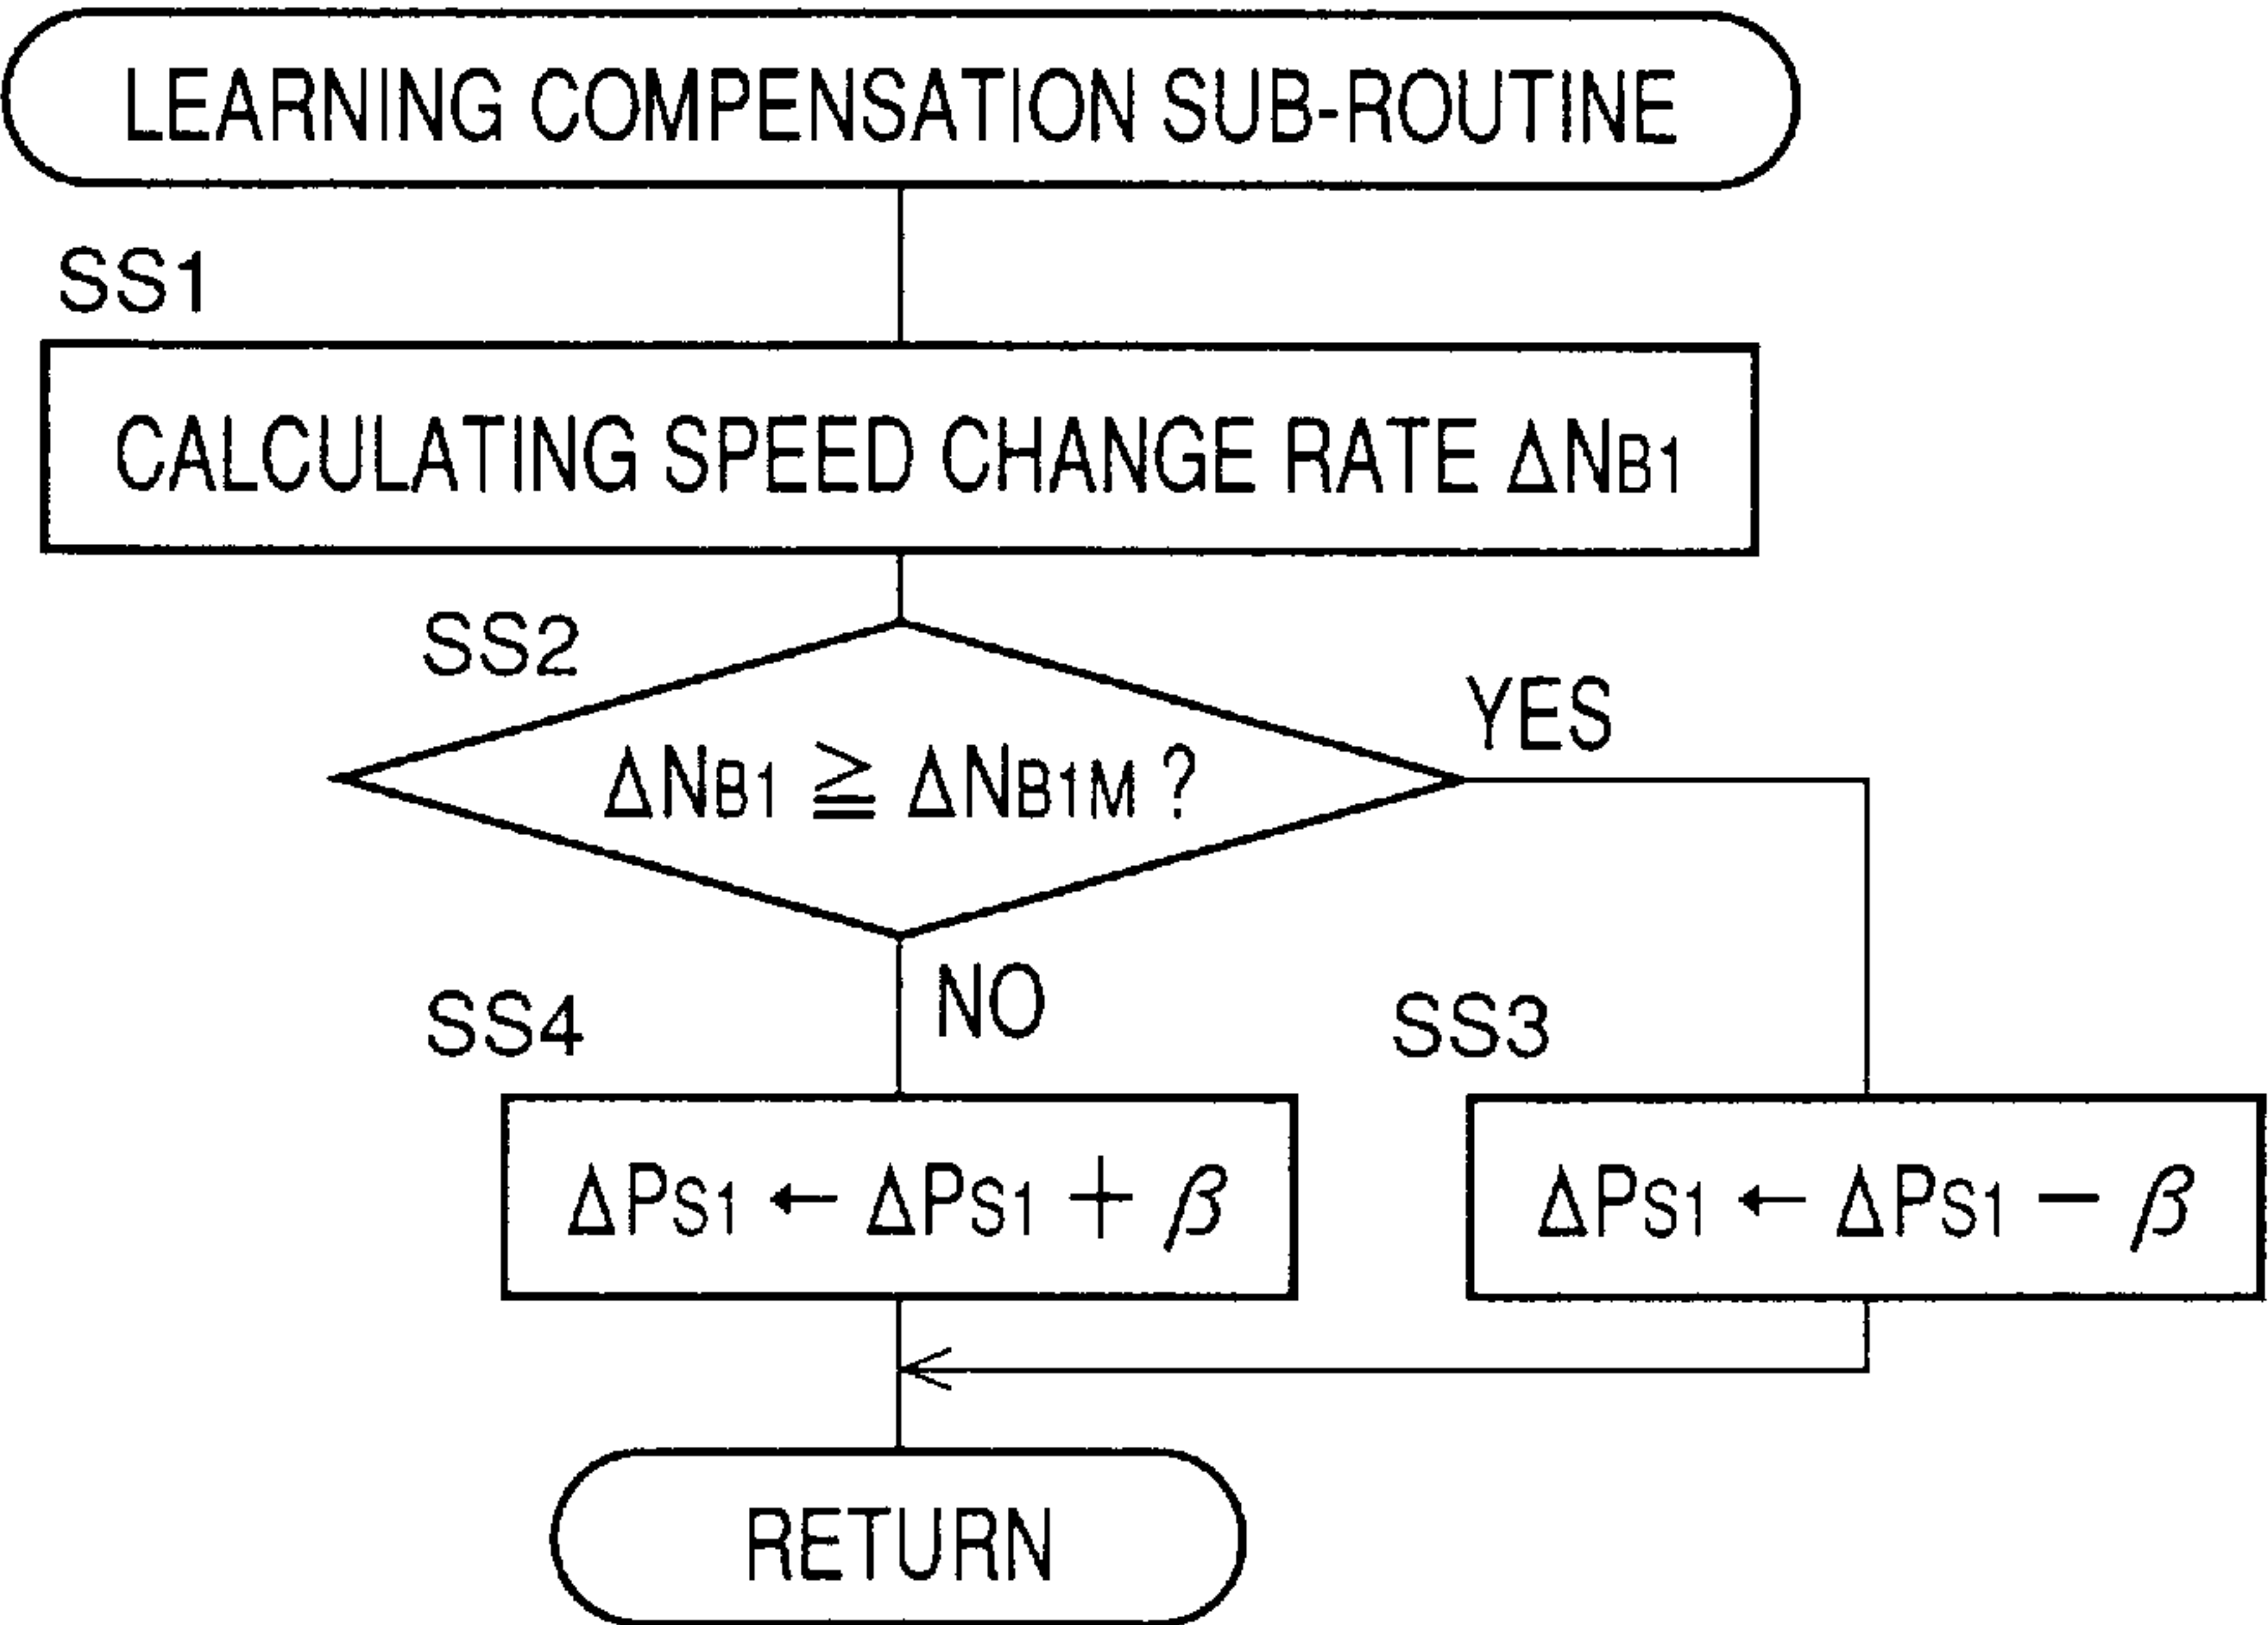 LEARNING COMPENSATION SUB-ROUTINE
SS1
CALCULATING SPEED CHANGE RATE ΔNB1
SS2
YES
ΔNB1 ≧ ΔNB1M ?
NO
SS4
SS3
ΔPS1 ← ΔPS1 + β
ΔPS1 ← ΔPS1 − β
RETURN